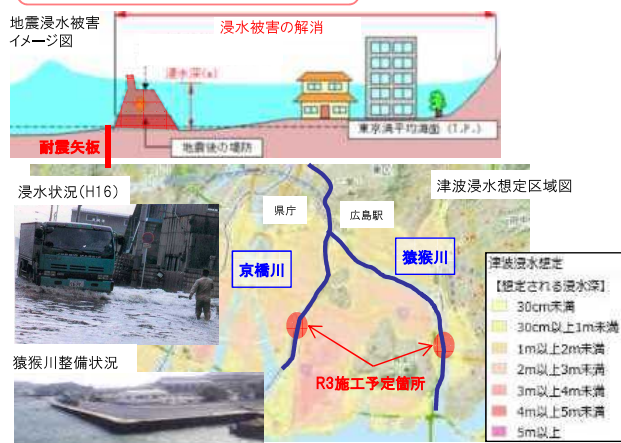 地震浸水被害
イメージ図
浸水被害の解消
浸水深(m)
耐震矢板
地震後の堤防
東京湾平均海面 (T.P.)
浸水状況(H16)
津波浸水想定区域図
県庁
広島駅
京橋川
猿猴川
R3施工予定箇所
猿猴川整備状況
津波浸水想定
【想定される浸水深】
30cm未満
30cm以上1m未満
1m以上2m未満
2m以上3m未満
3m以上4m未満
4m以上5m未満
5m以上